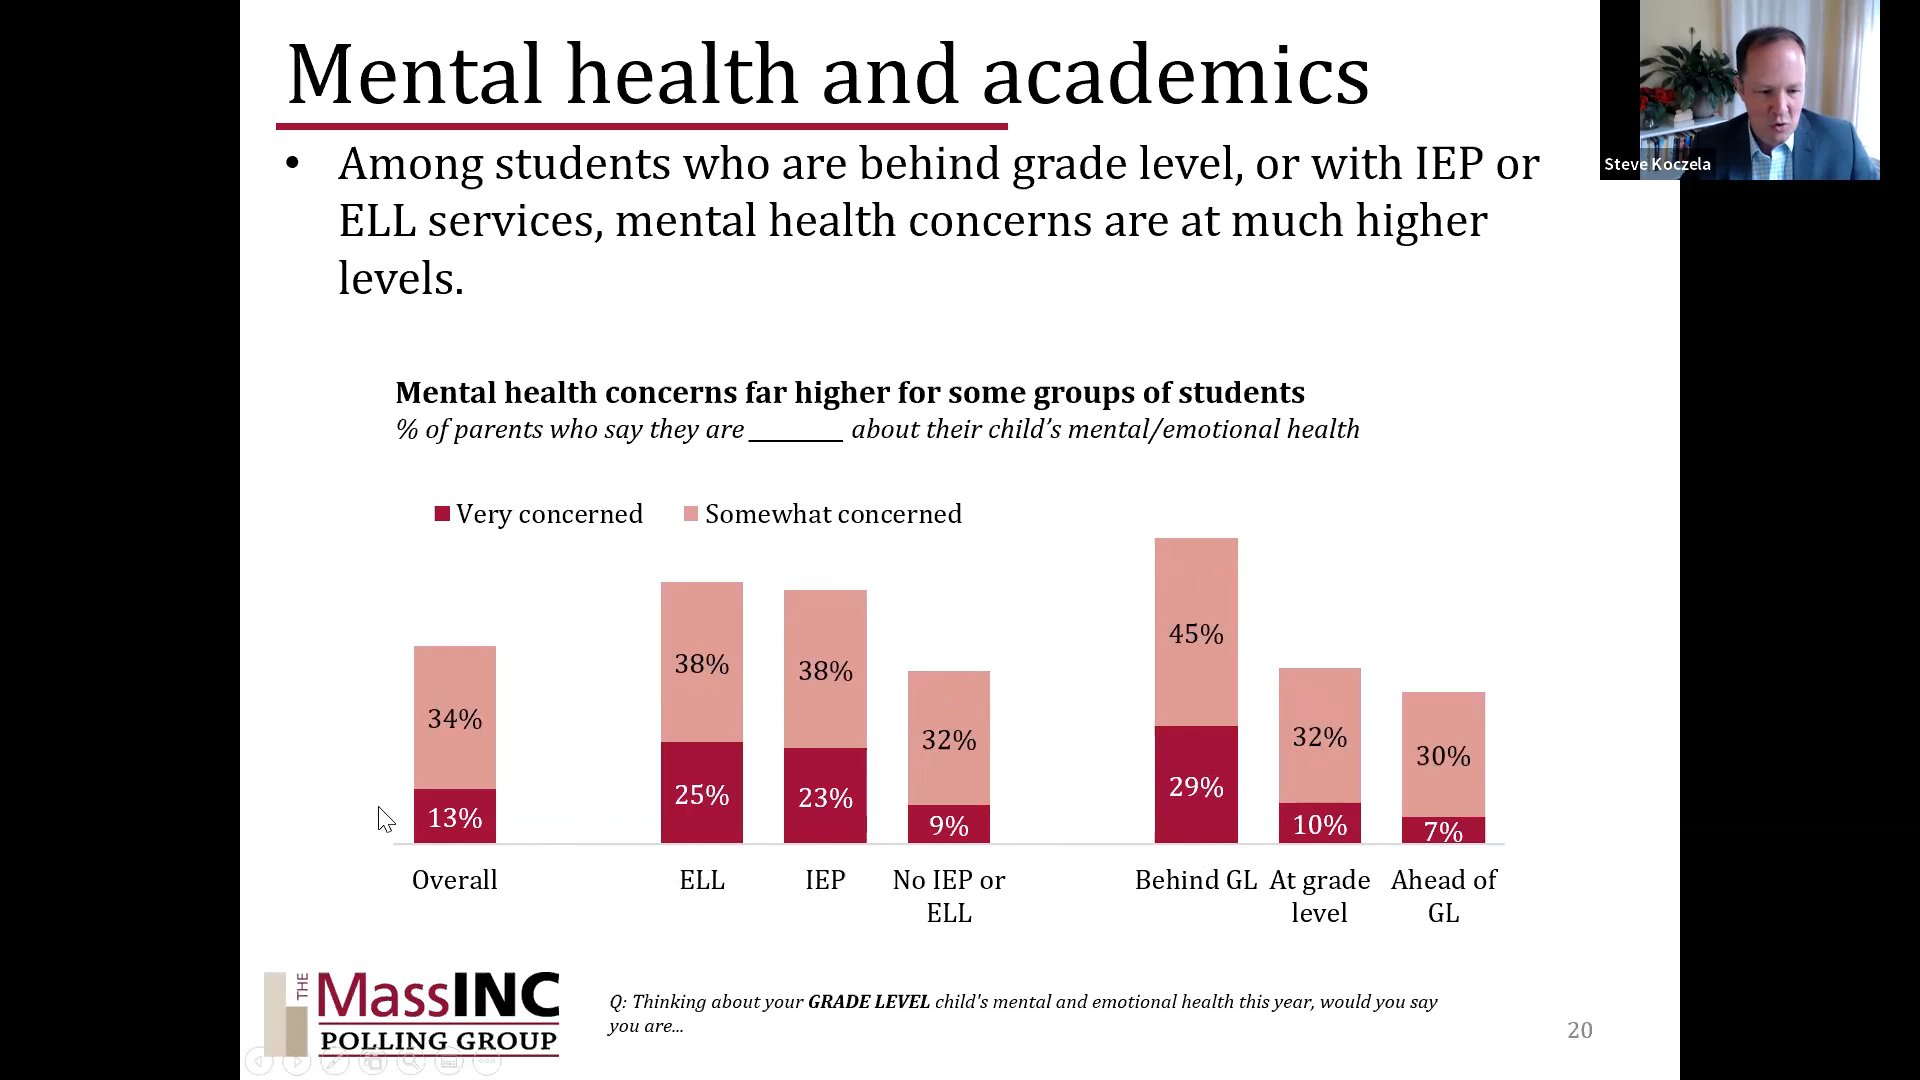 Mental health and academics
• Among students who are behind grade level, or with IEP or
ELL services, mental health concerns are at much higher
levels.
Steve Koczela
Mental health concerns far higher for some groups of students
% of parents who say they are ________ about their child’s mental/emotional health
Very concerned Somewhat concerned
34% 38% 38% 32% 45% 32% 30%
13% 25% 23% 9% 29% 10% 7%
Overall ELL IEP No IEP or Behind GL At grade Ahead of
ELL level GL
THE MassINC
POLLING GROUP
Q: Thinking about your GRADE LEVEL child's mental and emotional health this year, would you say
you are...
20